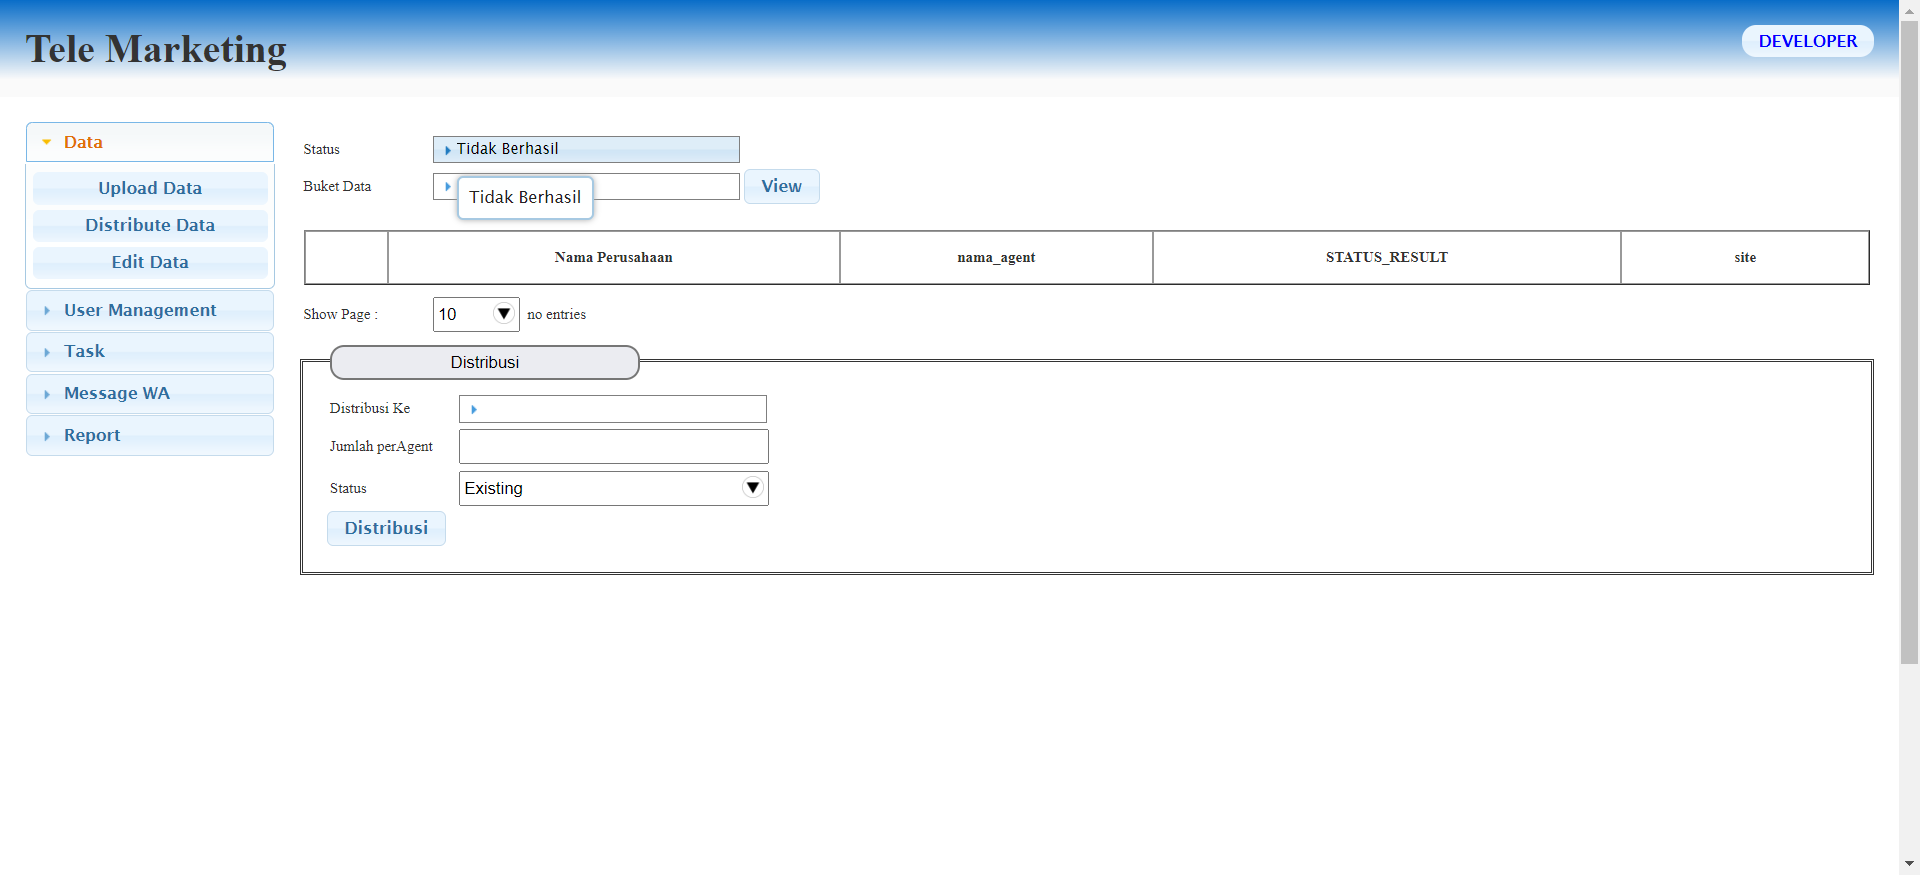 Tele Marketing
DEVELOPER
Data
Upload Data
Distribute Data
Edit Data
User Management
Task
Message WA
Report
Status
Tidak Berhasil
Buket Data
Tidak Berhasil
View
Nama Perusahaan nama_agent STATUS_RESULT site
Show Page : 10 no entries
Distribusi
Distribusi Ke
Jumlah perAgent
Status Existing
Distribusi